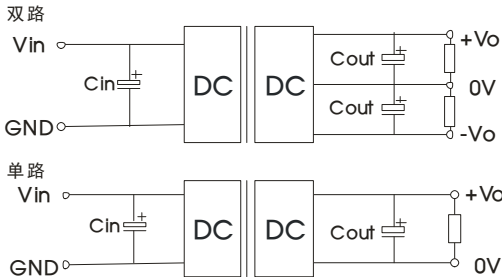 双路
Vin
+
Cin
GND
DC
DC
+
Cout
+
Cout
+Vo
0V
-Vo
单路
Vin
+
Cin
GND
DC
DC
+
Cout
+Vo
0V